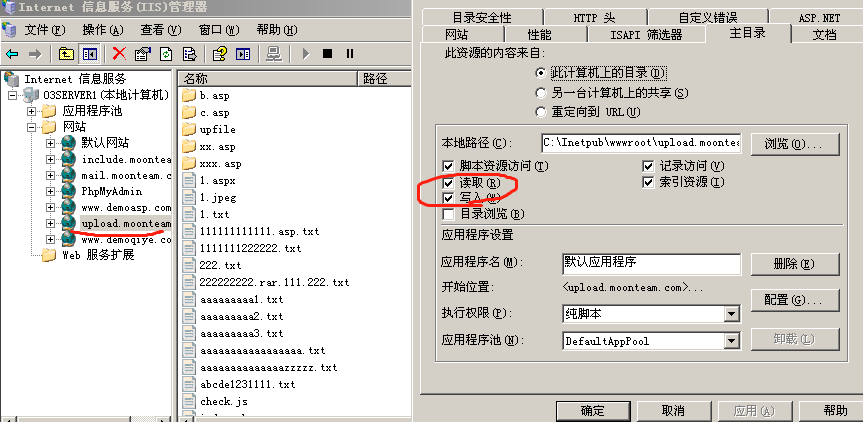 Internet 信息服务(IIS)管理器
文件(F) 操作(A) 查看(V) 帮助(H)
Internet 信息服务
03SERVER1(本地计算机)
应用程序池
网站
默认网站
include.moontea
mail.moonteam.c
PhpMyAdmin
www.demoasp.com
upload.moonteam
www.demoqiye.co
Web 服务扩展
名称 路径
b.asp
c.asp
upfile
xx.asp
xxx.asp
1.aspx
1.jpeg
1.txt
111111111111.asp.txt
1111111222222.txt
222.txt
222222222.rar.111.222.txt
aaaaaaaaa1.txt
aaaaaaaaa2.txt
aaaaaaaaa3.txt
aaaaaaaaaaaaaaaa.txt
aaaaaaaaaaaaaazzzzz.txt
abcde1231111.txt
check.js
目录安全性 HTTP 头 自定义错误 ASP.NET
网站 性能 ISAPI 筛选器 主目录 文档
此资源的内容来自:
此计算机上的目录(D)
另一台计算机上的共享(S)
重定向到 URL(U)
本地路径(C): C:\Inetpub\wwwroot\upload.moontea 浏览(O)...
脚本资源访问(T) 记录访问(V)
读取(R) 索引资源(I)
写入(W)
目录浏览(B)
应用程序设置
应用程序名(M): 默认应用程序 删除(E)
开始位置: <upload.moonteam.com>...
配置(G)...
执行权限(P): 纯脚本
应用程序池(N): DefaultAppPool 卸载(L)
确定 取消 应用(A) 帮助